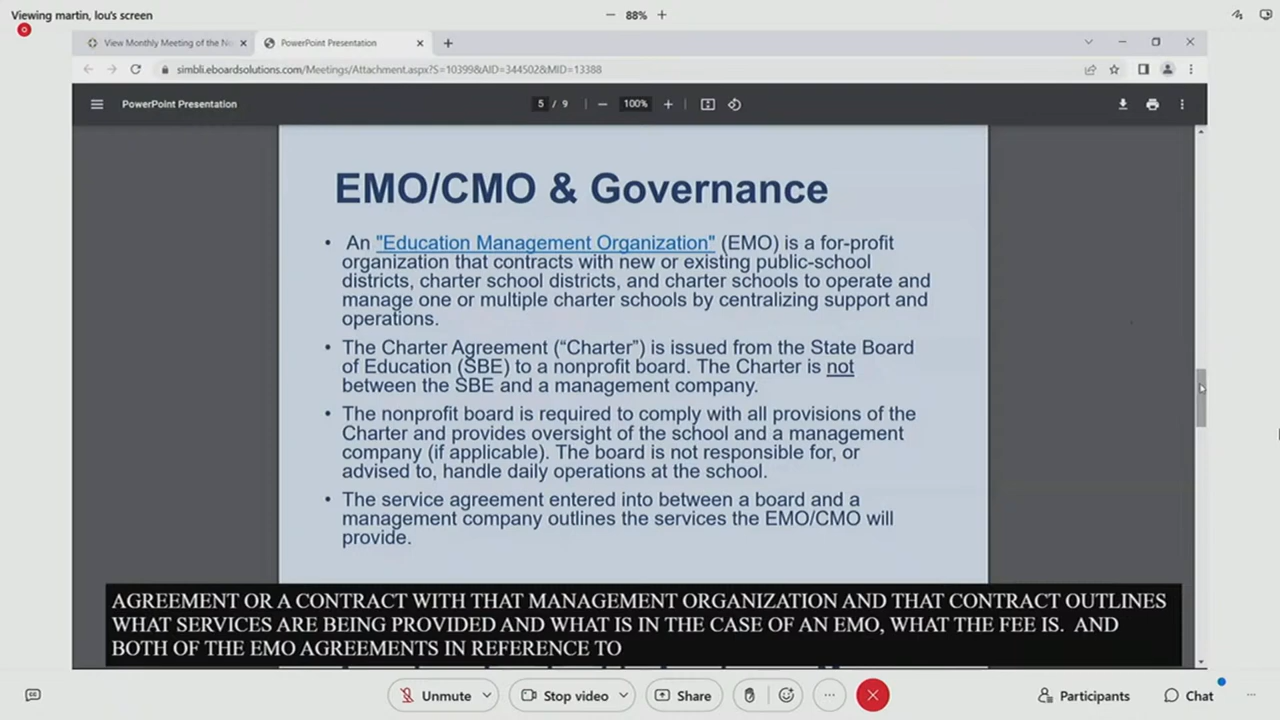 Viewing martin, lou's screen
88%
View Monthly Meeting of the No
PowerPoint Presentation
simbli.eboardsolutions.com/Meetings/Attachment.aspx?S=10399&AID=344502&MID=13388
PowerPoint Presentation
5 / 9
100%
EMO/CMO & Governance
• An "Education Management Organization" (EMO) is a for-profit
organization that contracts with new or existing public-school
districts, charter school districts, and charter schools to operate and
manage one or multiple charter schools by centralizing support and
operations.
• The Charter Agreement (“Charter”) is issued from the State Board
of Education (SBE) to a nonprofit board. The Charter is not
between the SBE and a management company.
• The nonprofit board is required to comply with all provisions of the
Charter and provides oversight of the school and a management
company (if applicable). The board is not responsible for, or
advised to, handle daily operations at the school.
• The service agreement entered into between a board and a
management company outlines the services the EMO/CMO will
provide.
AGREEMENT OR A CONTRACT WITH THAT MANAGEMENT ORGANIZATION AND THAT CONTRACT OUTLINES
WHAT SERVICES ARE BEING PROVIDED AND WHAT IS IN THE CASE OF AN EMO, WHAT THE FEE IS. AND
BOTH OF THE EMO AGREEMENTS IN REFERENCE TO
Unmute
Stop video
Share
Participants
Chat